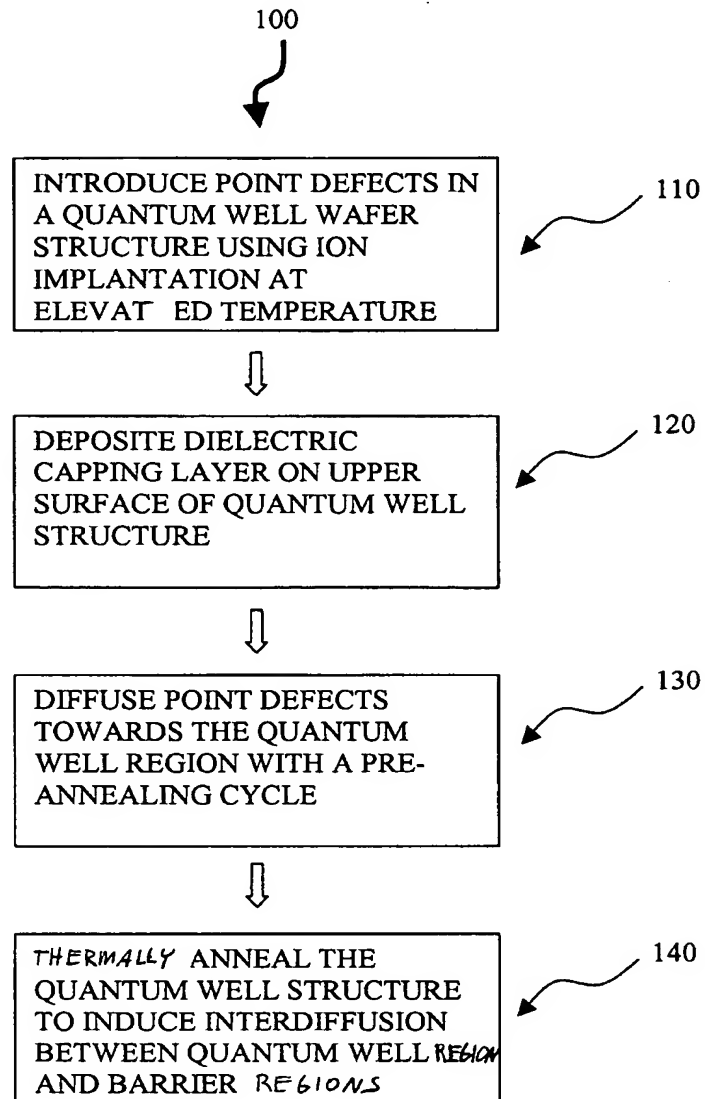 100
INTRODUCE POINT DEFECTS IN
A QUANTUM WELL WAFER
STRUCTURE USING ION
IMPLANTATION AT
ELEVAT ED TEMPERATURE
110
DEPOSITE DIELECTRIC
CAPPING LAYER ON UPPER
SURFACE OF QUANTUM WELL
STRUCTURE
120
DIFFUSE POINT DEFECTS
TOWARDS THE QUANTUM
WELL REGION WITH A PRE-
ANNEALING CYCLE
130
THERMALLY ANNEAL THE
QUANTUM WELL STRUCTURE
TO INDUCE INTERDIFFUSION
BETWEEN QUANTUM WELL REGION
AND BARRIER REGIONS
140